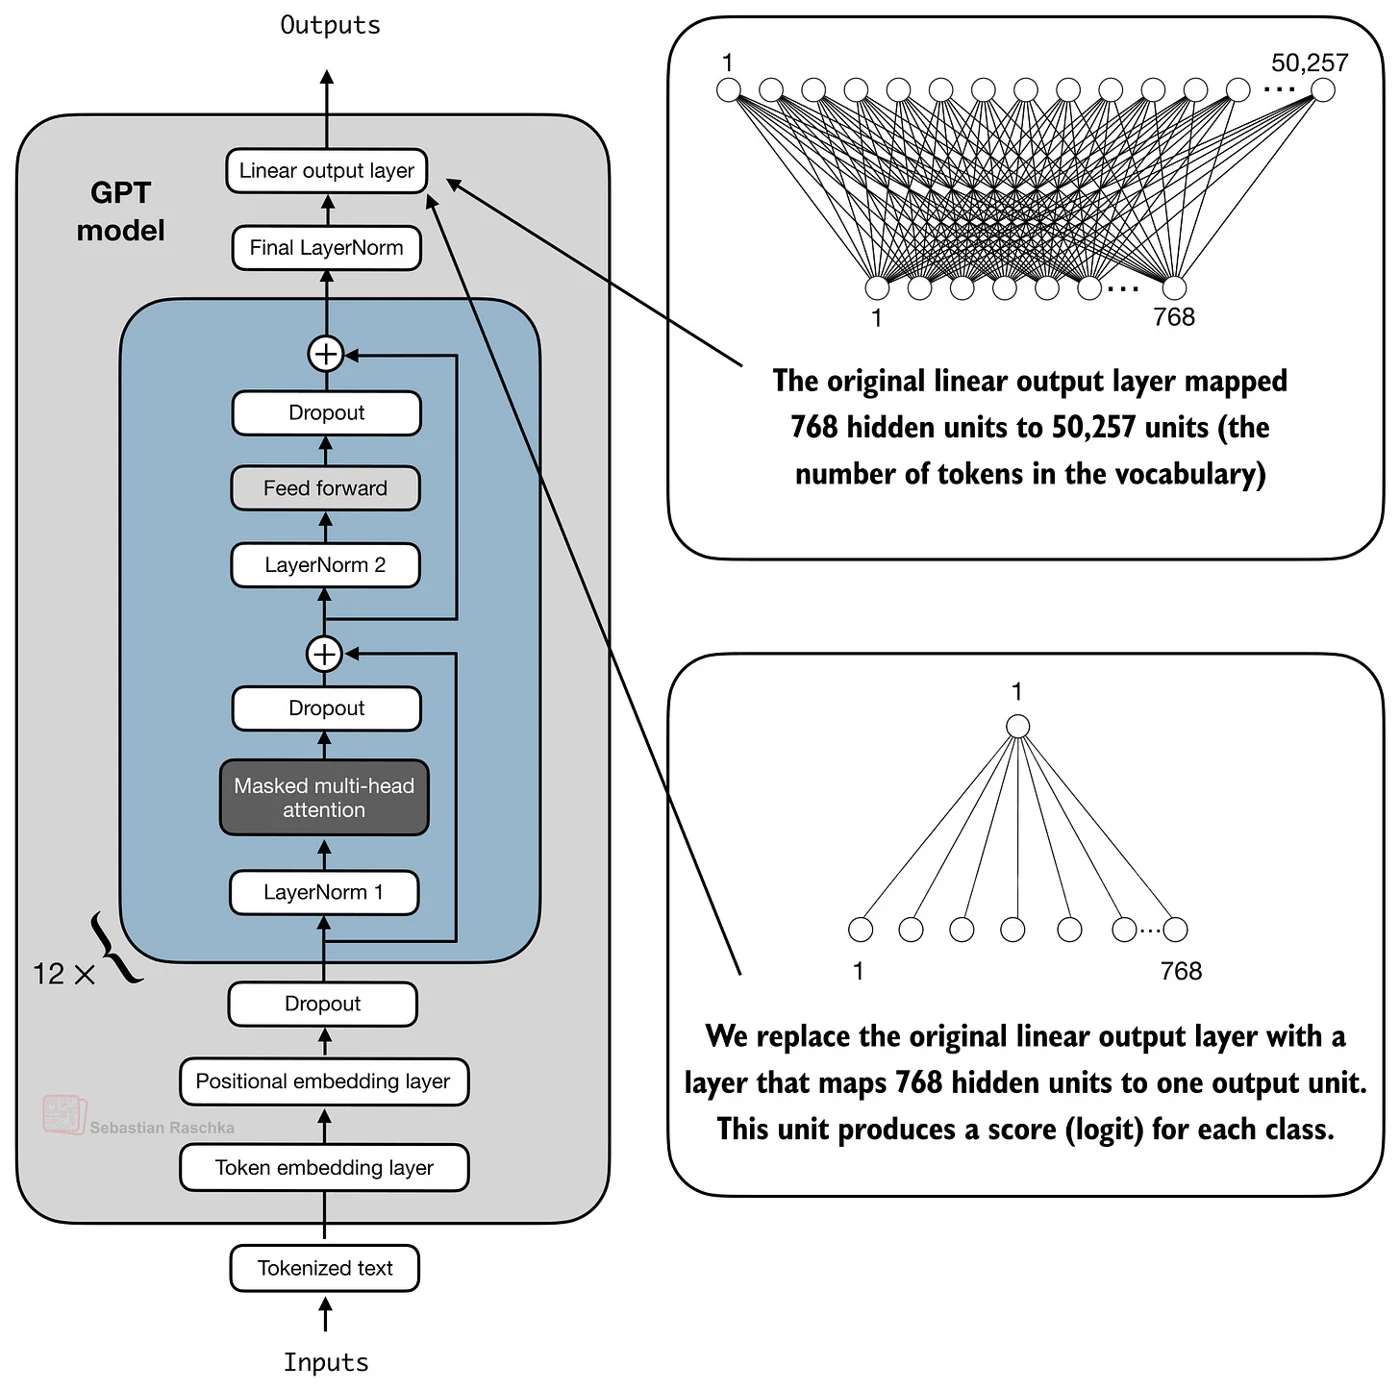 Outputs
GPT
model
Linear output layer
Final LayerNorm
+
Dropout
Feed forward
LayerNorm 2
+
Dropout
Masked multi-head
attention
LayerNorm 1
12 ×
{
Dropout
Positional embedding layer
Sebastian Raschka
Token embedding layer
Tokenized text
Inputs
1
50,257
...
...
1
768
The original linear output layer mapped
768 hidden units to 50,257 units (the
number of tokens in the vocabulary)
1
...
1
768
We replace the original linear output layer with a
layer that maps 768 hidden units to one output unit.
This unit produces a score (logit) for each class.